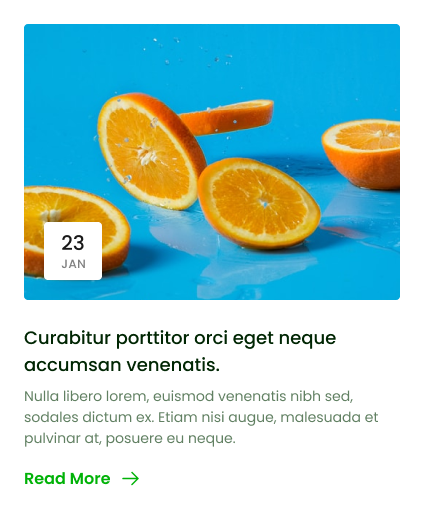 23
JAN
Curabitur porttitor orci eget neque
accumsan venenatis.
Nulla libero lorem, euismod venenatis nibh sed,
sodales dictum ex. Etiam nisi augue, malesuada et
pulvinar at, posuere eu neque.
Read More